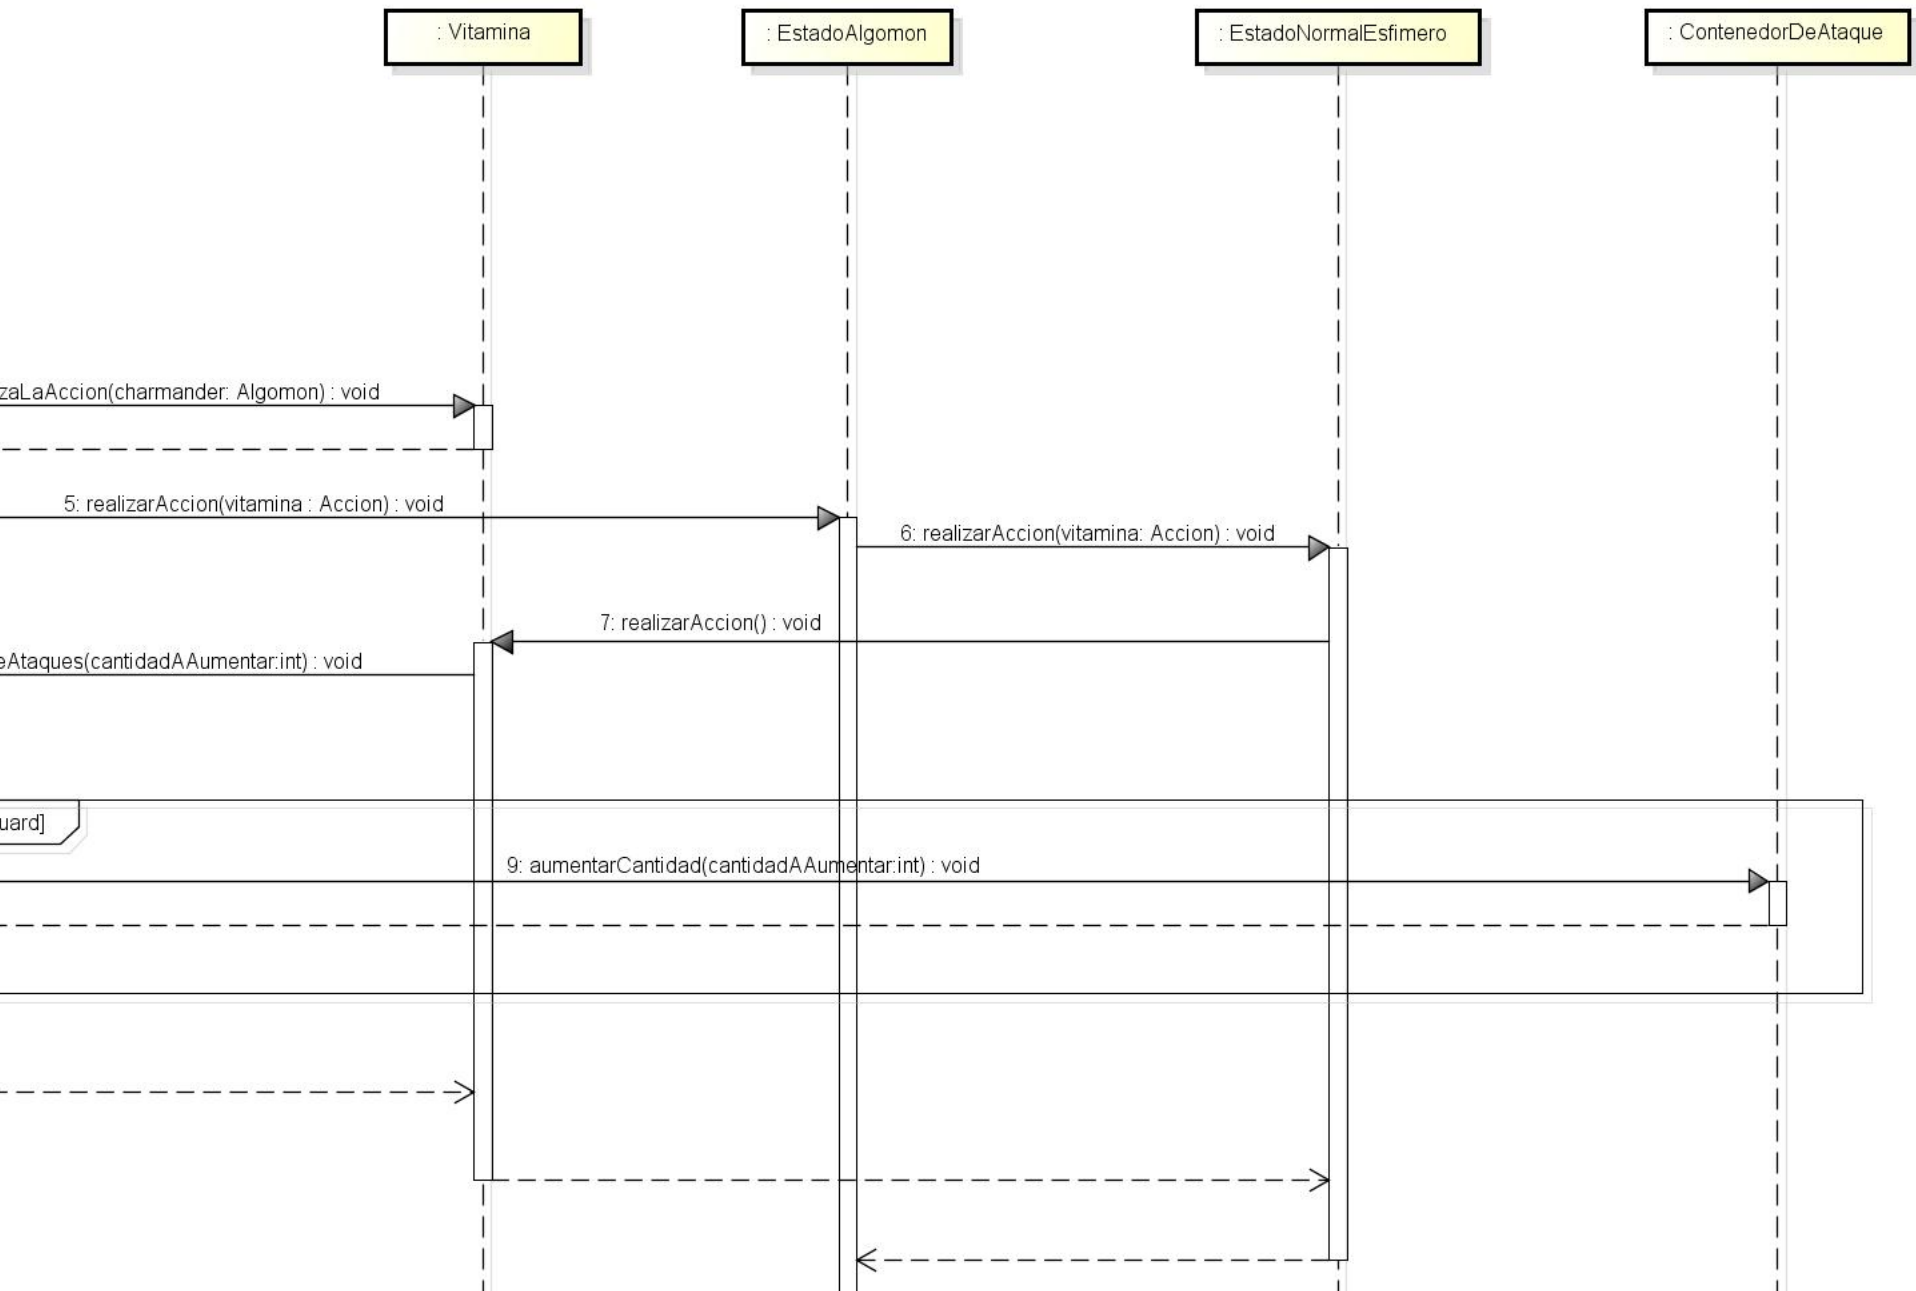 : Vitamina
: EstadoAlgomon
: EstadoNormalEsfimero
: ContenedorDeAtaque
zaLaAccion(charmander: Algomon) : void
5: realizarAccion(vitamina : Accion) : void
6: realizarAccion(vitamina: Accion) : void
7: realizarAccion() : void
eAtaques(cantidadAAumentar:int) : void
uard]
9: aumentarCantidad(cantidadAAumentar:int) : void